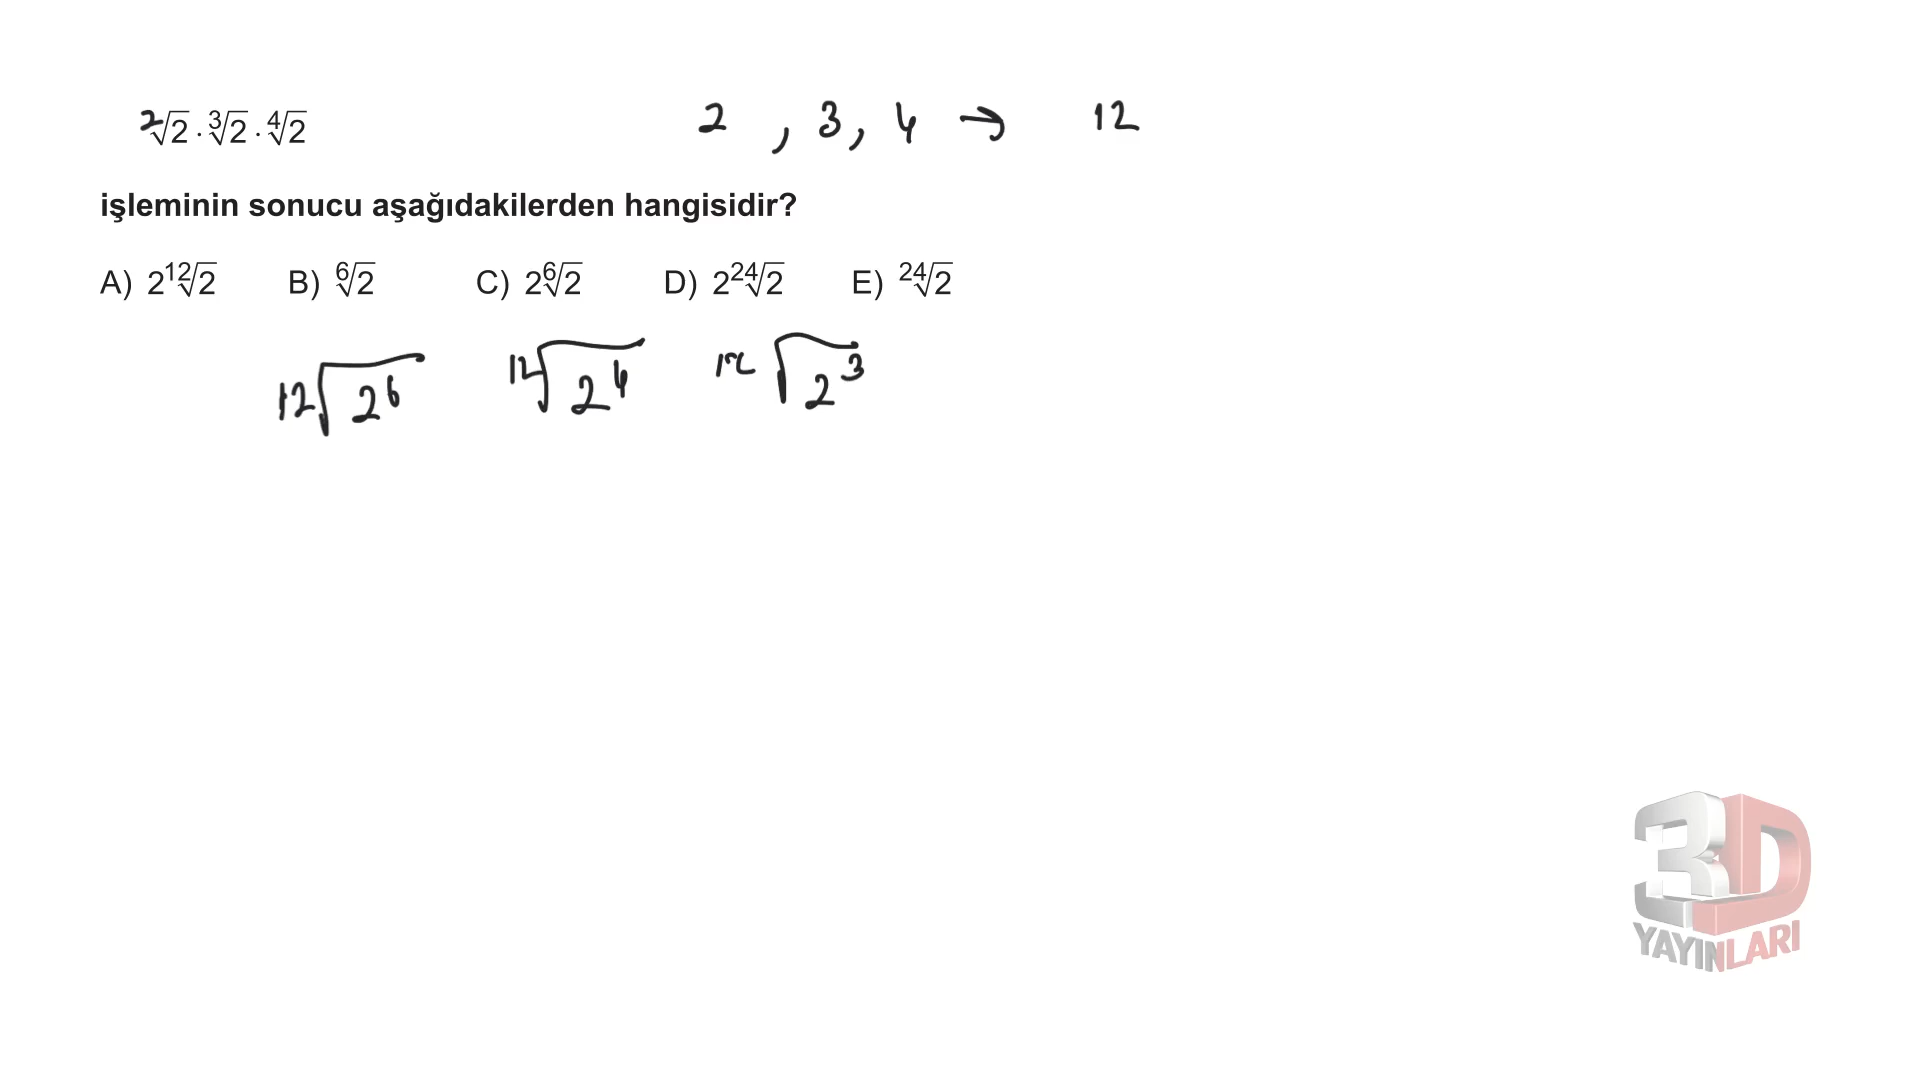 ²√2 · ³√2 · ⁴√2
2 , 3, 4 → 12
işleminin sonucu aşağıdakilerden hangisidir?
A) 2¹²√2 B) ⁶√2 C) 2⁶√2 D) 2²⁴√2 E) ²⁴√2
¹²√2⁶ ¹²√2⁴ ¹²√2³
3D
YAYINLARI